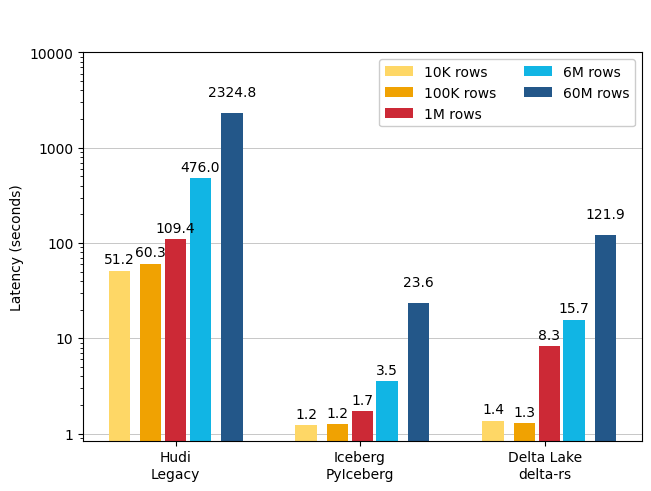 10000
1000
100
10
1
Latency (seconds)
10K rows
100K rows
1M rows
6M rows
60M rows
51.2
60.3
109.4
476.0
2324.8
1.2
1.2
1.7
3.5
23.6
1.4
1.3
8.3
15.7
121.9
Hudi
Legacy
Iceberg
PyIceberg
Delta Lake
delta-rs